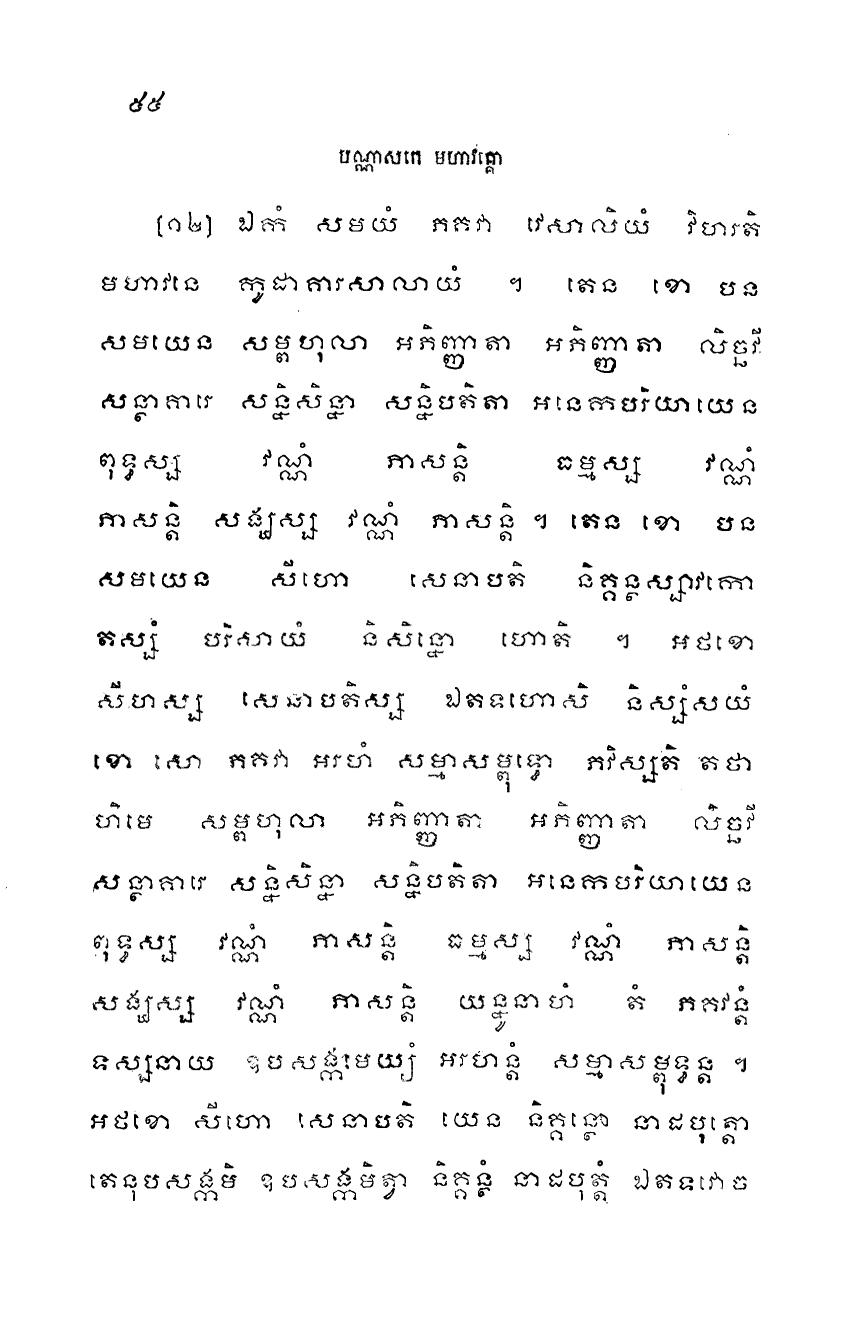 ៥៥
បណ្ណាសកេ មហាវគ្គោ
[១២] ឯកំ សមយំ ភគវា វេសាលិយំ វិហរតិ
មហាវនេ កូដាគារសាលាយំ ។ តេន ខោ បន
សមយេន សម្ពហុលា អភិញ្ញាតា អភិញ្ញាតា លិច្ឆវី
សន្ថាគារេ សន្និសិន្នា សន្និបតិតា អនេកបរិយាយេន
ពុទ្ធស្ស វណ្ណំ ភាសន្តិ ធម្មស្ស វណ្ណំ
ភាសន្តិ សង្ឃស្ស វណ្ណំ ភាសន្តិ ។ តេន ខោ បន
សមយេន សីហោ សេនាបតិ និគ្គន្ថស្សាវកោ
តស្សំ បរិសាយំ និសិន្នោ ហោតិ ។ អថខោ
សីហស្ស សេនាបតិស្ស ឯតទហោសិ និស្សំសយំ
ខោ សោ ភគវា អរហំ សម្មាសម្ពុទ្ធោ ភវិស្សតិ តថា
ហិមេ សម្ពហុលា អភិញ្ញាតា អភិញ្ញាតា លិច្ឆវី
សន្ថាគារេ សន្និសិន្នា សន្និបតិតា អនេកបរិយាយេន
ពុទ្ធស្ស វណ្ណំ ភាសន្តិ ធម្មស្ស វណ្ណំ ភាសន្តិ
សង្ឃស្ស វណ្ណំ ភាសន្តិ យន្នូនាហំ តំ ភគវន្តំ
ទស្សនាយ ឧបសង្កមេយ្យំ អរហន្តំ សម្មាសម្ពុទ្ធន្ត ។
អថខោ សីហោ សេនាបតិ យេន និគ្គន្ថោ នាដបុត្តោ
តេនុបសង្កមិ ឧបសង្កមិត្វា និគ្គន្ថំ នាដបុត្តំ ឯតទវោច